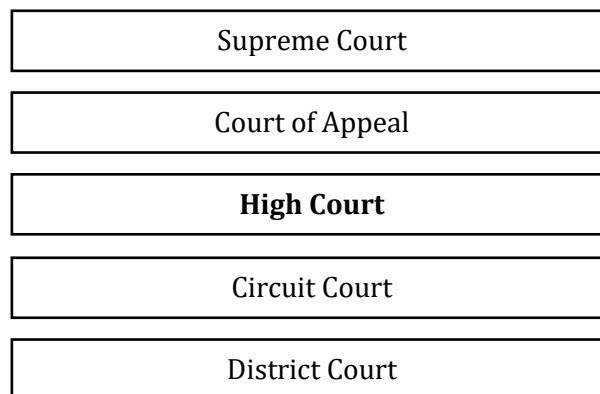 Supreme Court
Court of Appeal
High Court
Circuit Court
District Court